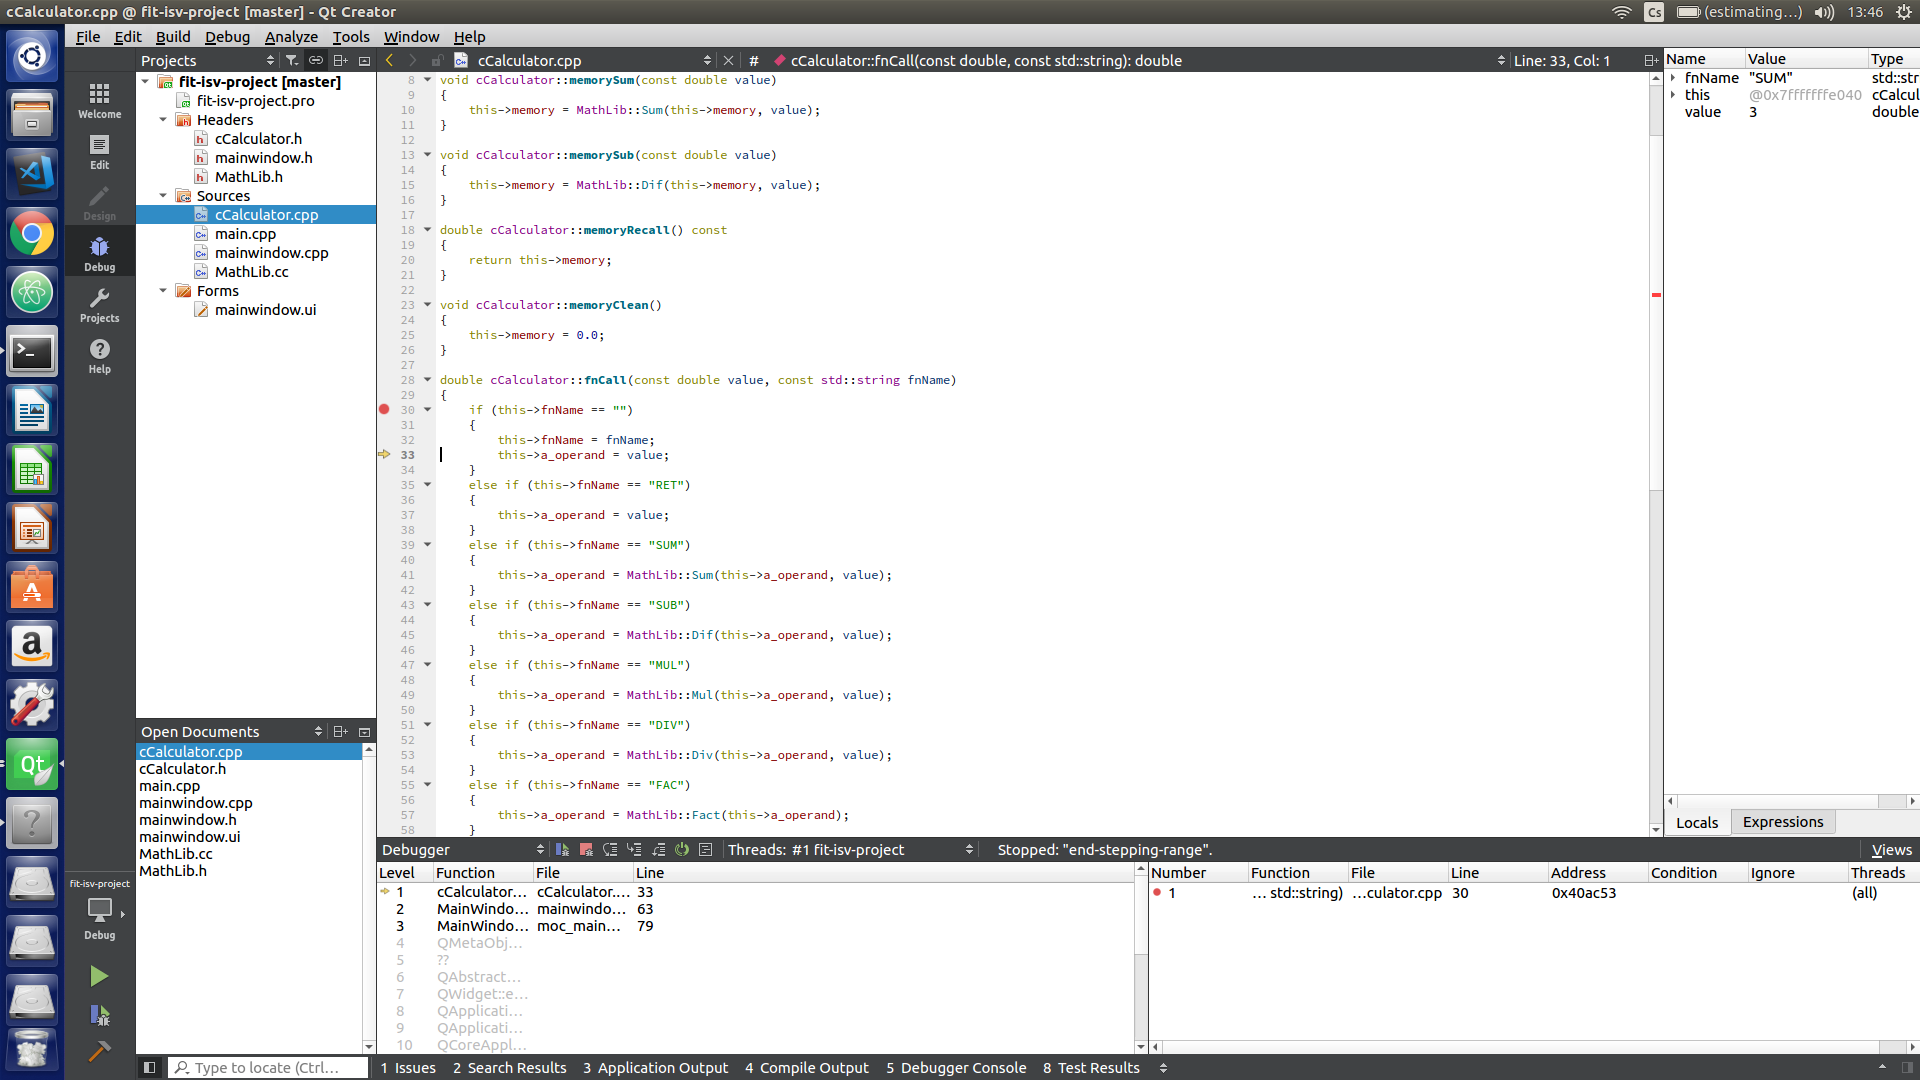 cCalculator.cpp @ fit-isv-project [master] - Qt Creator
Cs (estimating...) 13:46
File Edit Build Debug Analyze Tools Window Help
Projects
cCalculator.cpp
# cCalculator::fnCall(const double, const std::string): double
Line: 33, Col: 1
Name Value Type
fnName "SUM" std::str
this @0x7fffffffe040 cCalcul
value 3 double
Welcome
Edit
Design
Debug
Projects
Help
fit-isv-project [master]
fit-isv-project.pro
Headers
cCalculator.h
mainwindow.h
MathLib.h
Sources
cCalculator.cpp
main.cpp
mainwindow.cpp
MathLib.cc
Forms
mainwindow.ui
8 void cCalculator::memorySum(const double value)
9 {
10 this->memory = MathLib::Sum(this->memory, value);
11 }
12
13 void cCalculator::memorySub(const double value)
14 {
15 this->memory = MathLib::Dif(this->memory, value);
16 }
17
18 double cCalculator::memoryRecall() const
19 {
20 return this->memory;
21 }
22
23 void cCalculator::memoryClean()
24 {
25 this->memory = 0.0;
26 }
27
28 double cCalculator::fnCall(const double value, const std::string fnName)
29 {
30 if (this->fnName == "")
31 {
32 this->fnName = fnName;
33 this->a_operand = value;
34 }
35 else if (this->fnName == "RET")
36 {
37 this->a_operand = value;
38 }
39 else if (this->fnName == "SUM")
40 {
41 this->a_operand = MathLib::Sum(this->a_operand, value);
42 }
43 else if (this->fnName == "SUB")
44 {
45 this->a_operand = MathLib::Dif(this->a_operand, value);
46 }
47 else if (this->fnName == "MUL")
48 {
49 this->a_operand = MathLib::Mul(this->a_operand, value);
50 }
51 else if (this->fnName == "DIV")
52 {
53 this->a_operand = MathLib::Div(this->a_operand, value);
54 }
55 else if (this->fnName == "FAC")
56 {
57 this->a_operand = MathLib::Fact(this->a_operand);
58 }
Locals Expressions
Open Documents
cCalculator.cpp
cCalculator.h
main.cpp
mainwindow.cpp
mainwindow.h
mainwindow.ui
MathLib.cc
MathLib.h
fit-isv-project
Debug
Debugger
Threads: #1 fit-isv-project
Stopped: "end-stepping-range".
Views
Level Function File Line
1 cCalculator... cCalculator.... 33
2 MainWindo... mainwindo... 63
3 MainWindo... moc_main... 79
4 QMetaObj...
5 ??
6 QAbstract...
7 QWidget::e...
8 QApplicati...
9 QApplicati...
10 QCoreAppl...
Number Function File Line Address Condition Ignore Threads
1 ... std::string) ...culator.cpp 30 0x40ac53 (all)
Type to locate (Ctrl...
1 Issues 2 Search Results 3 Application Output 4 Compile Output 5 Debugger Console 8 Test Results